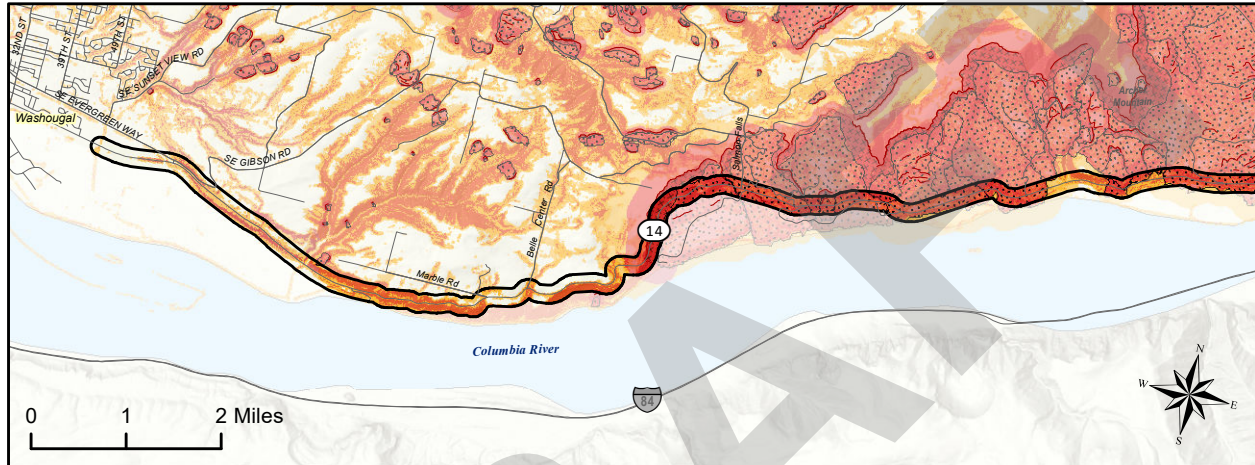 32ND ST
39TH ST
49TH ST
SE SUNSET VIEW RD
SE EVERGREEN WAY
Washougal
SE GIBSON RD
Salmon Falls
Belle Center Rd
Marble Rd
14
Columbia River
84
0 1 2 Miles
N
W
E
S